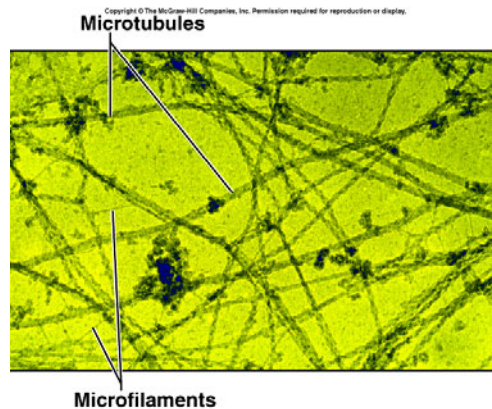 Copyright © The McGraw-Hill Companies, Inc. Permission required for reproduction or display.
Microtubules
Microfilaments